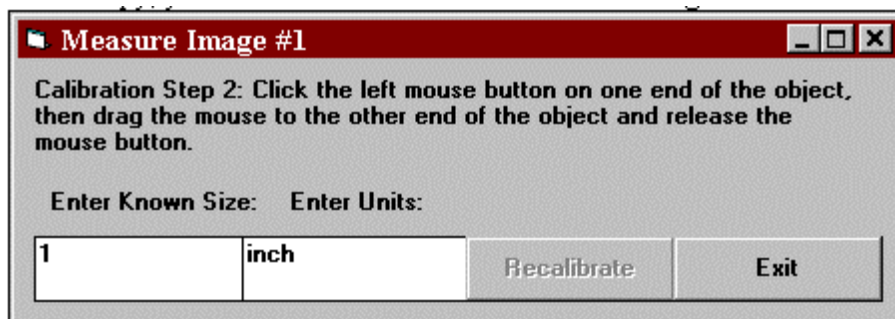 Measure Image #1
Calibration Step 2: Click the left mouse button on one end of the object,
then drag the mouse to the other end of the object and release the
mouse button.
Enter Known Size: Enter Units:
1 inch Recalibrate Exit